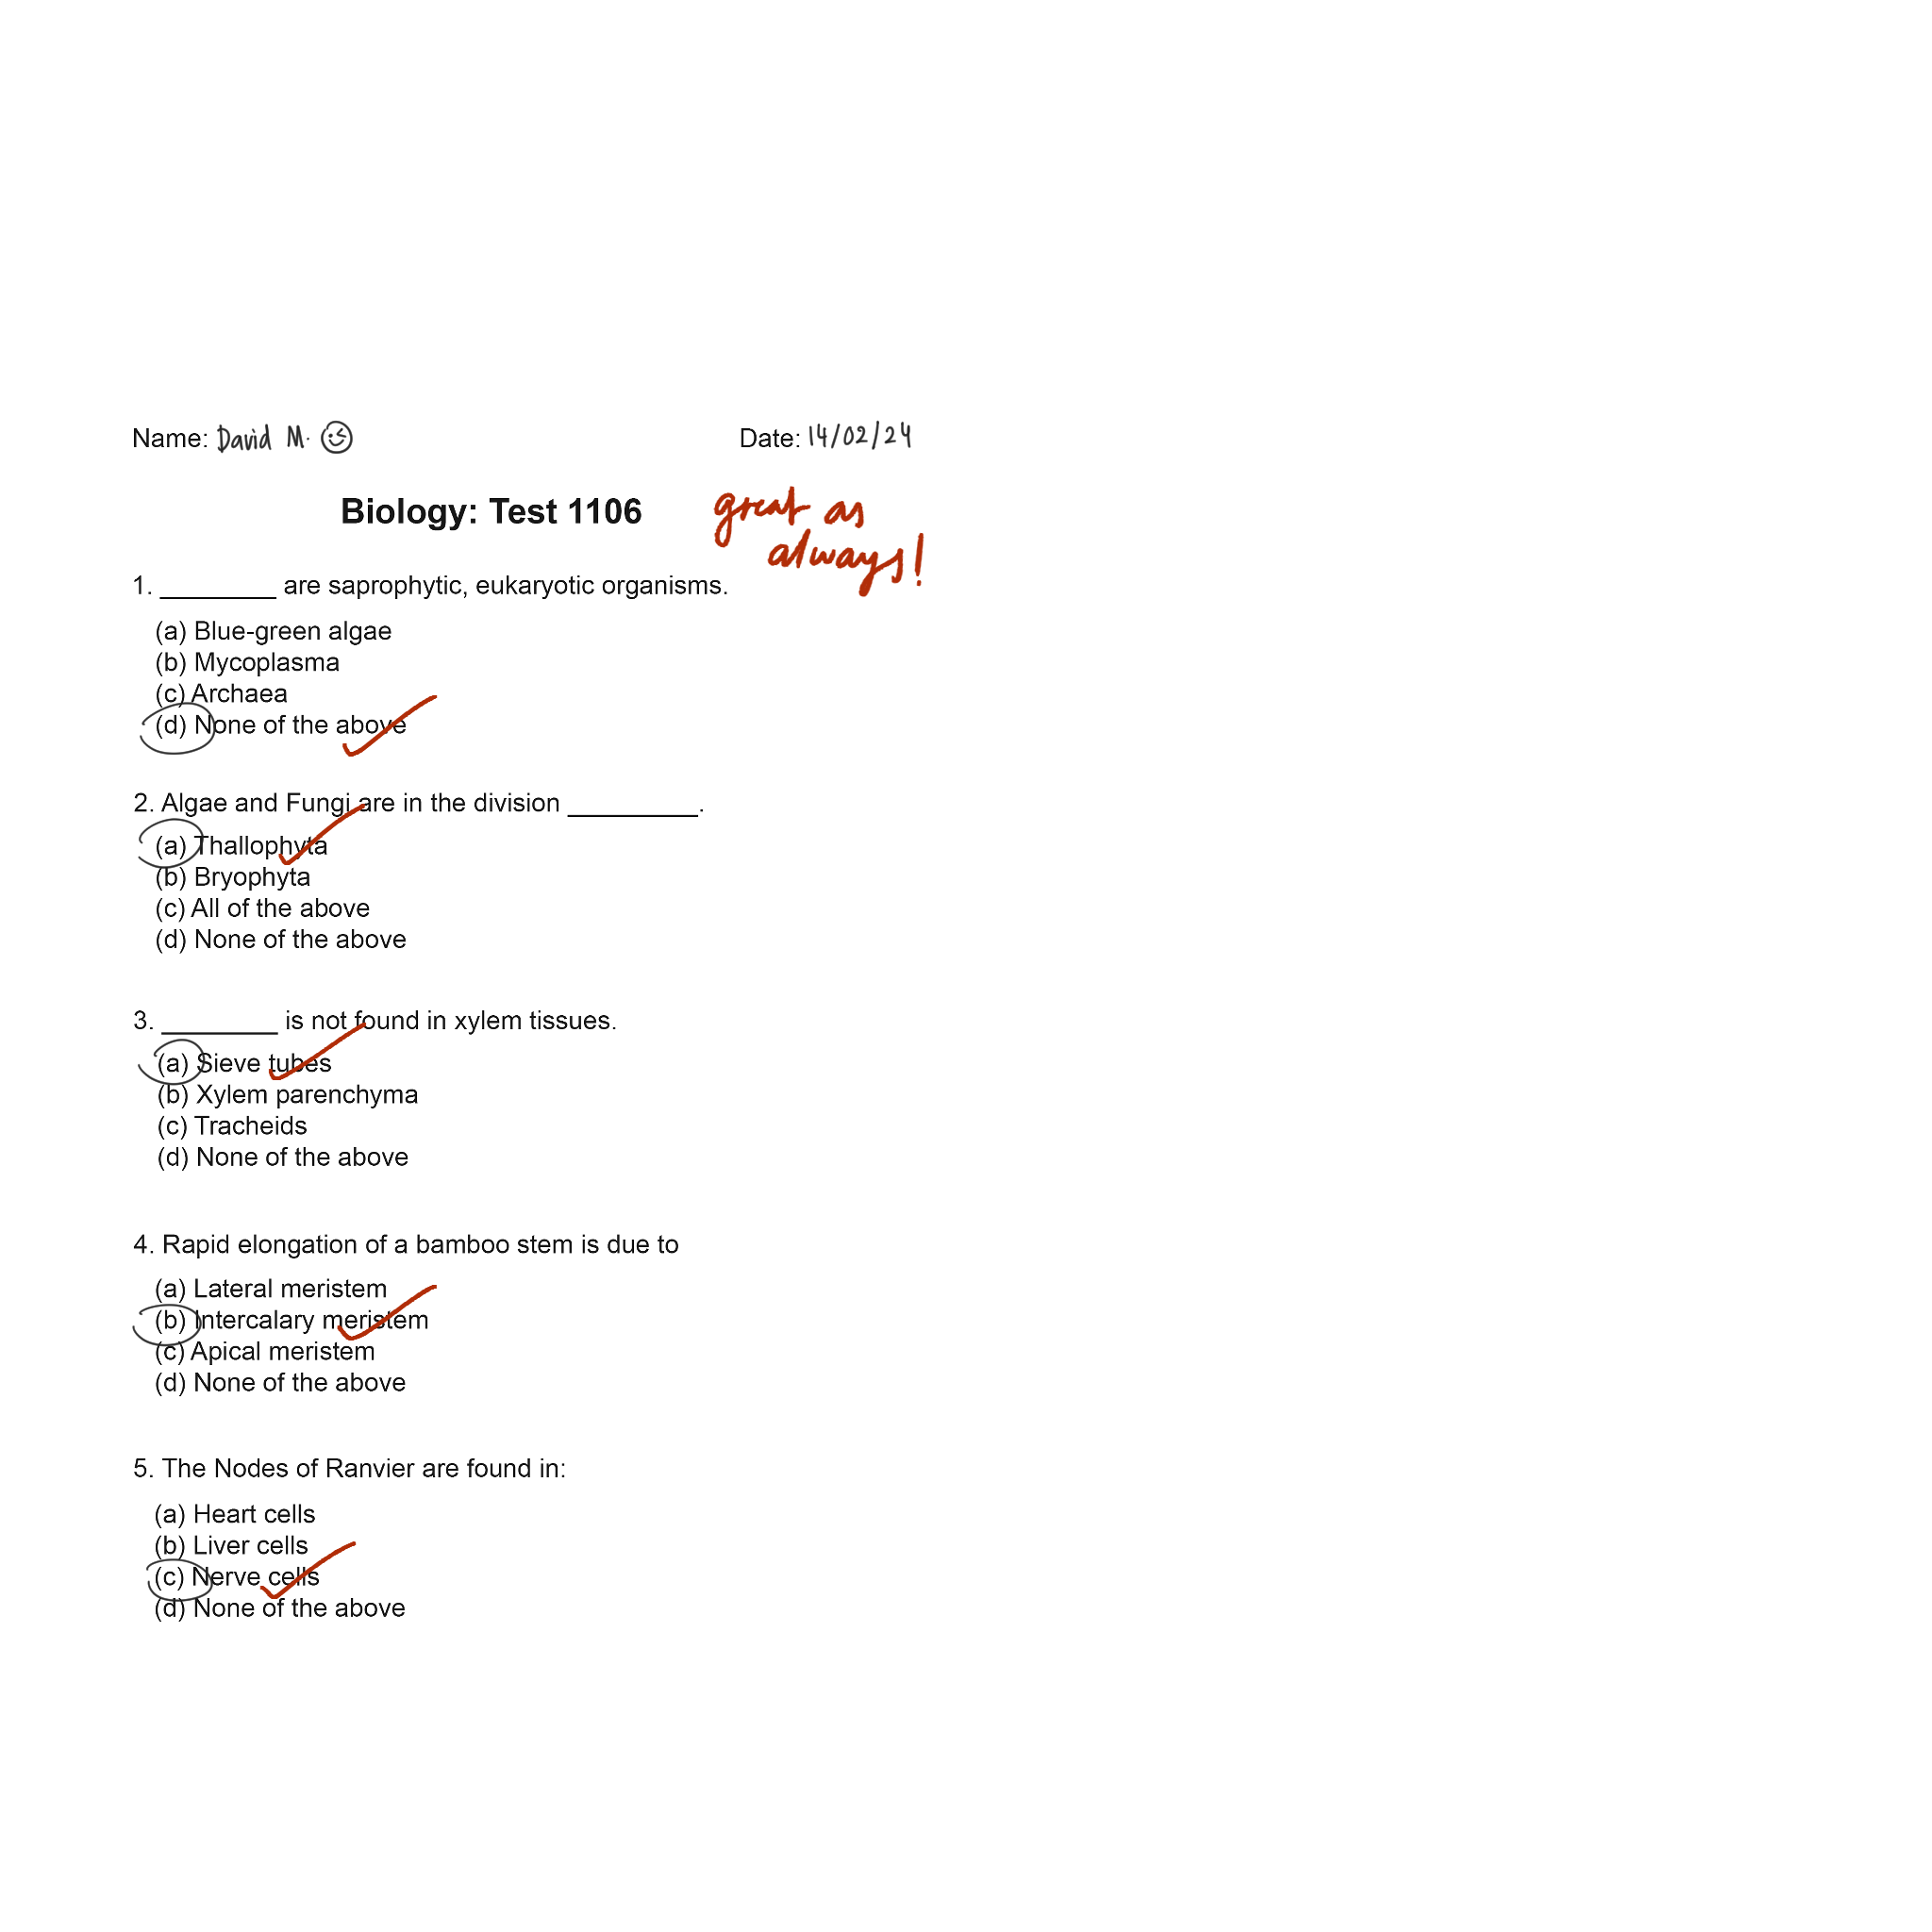 Name: David M.
Date: 14/02/24
Biology: Test 1106
great as
always!
1. ________ are saprophytic, eukaryotic organisms.
(a) Blue-green algae
(b) Mycoplasma
(c) Archaea
(d) None of the above
2. Algae and Fungi are in the division _________.
(a) Thallophyta
(b) Bryophyta
(c) All of the above
(d) None of the above
3. ________ is not found in xylem tissues.
(a) Sieve tubes
(b) Xylem parenchyma
(c) Tracheids
(d) None of the above
4. Rapid elongation of a bamboo stem is due to
(a) Lateral meristem
(b) Intercalary meristem
(c) Apical meristem
(d) None of the above
5. The Nodes of Ranvier are found in:
(a) Heart cells
(b) Liver cells
(c) Nerve cells
(d) None of the above